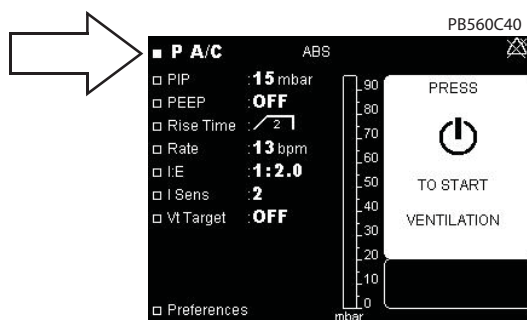 PB560C40
P A/C ABS
PIP :15 mbar
PEEP :OFF
Rise Time : 2
Rate :13 bpm
I:E :1:2.0
I Sens :2
Vt Target :OFF
Preferences
90
80
70
60
50
40
30
20
10
0
mbar
PRESS
TO START
VENTILATION